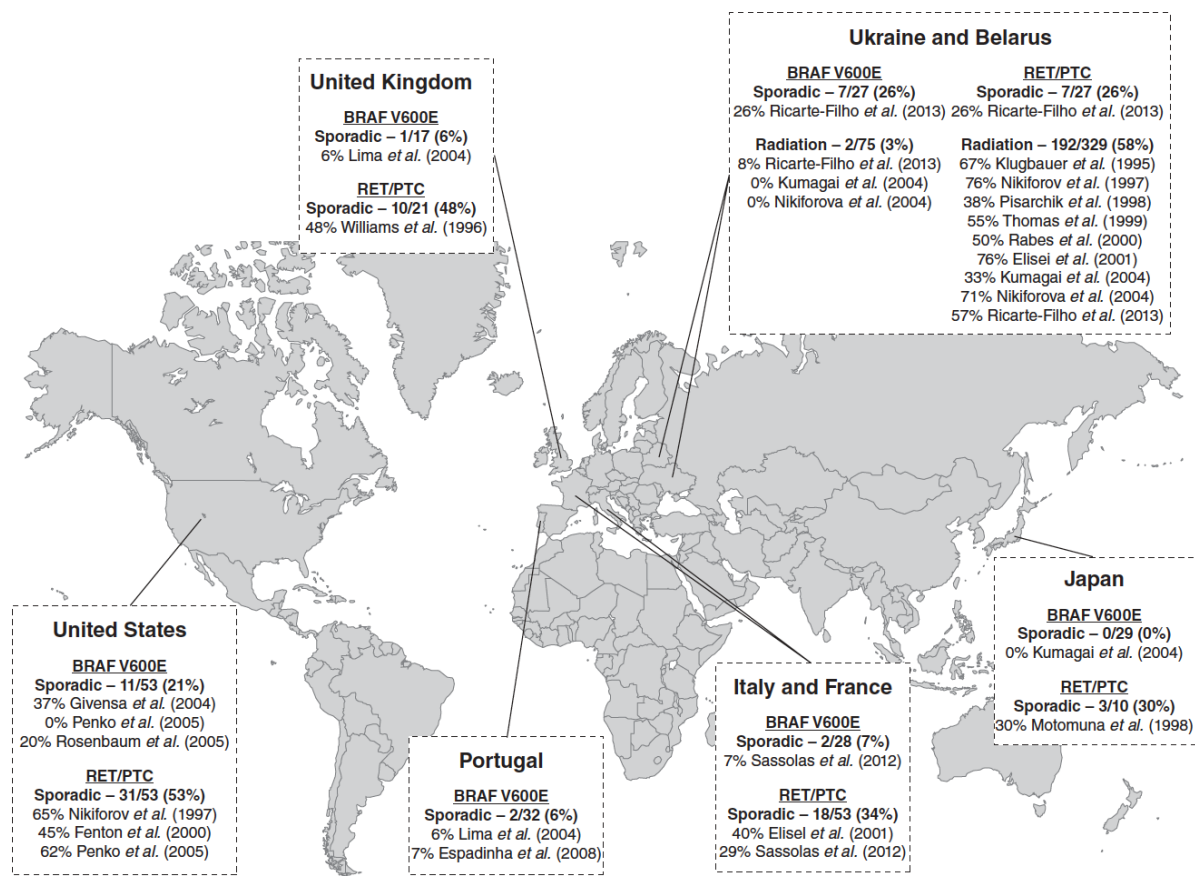 United Kingdom
BRAF V600E
Sporadic – 1/17 (6%)
6% Lima et al. (2004)
RET/PTC
Sporadic – 10/21 (48%)
48% Williams et al. (1996)
Ukraine and Belarus
BRAF V600E
Sporadic – 7/27 (26%)
26% Ricarte-Filho et al. (2013)
Radiation – 2/75 (3%)
8% Ricarte-Filho et al. (2013)
0% Kumagai et al. (2004)
0% Nikiforova et al. (2004)
RET/PTC
Sporadic – 7/27 (26%)
26% Ricarte-Filho et al. (2013)
Radiation – 192/329 (58%)
67% Klugbauer et al. (1995)
76% Nikiforov et al. (1997)
38% Pisarchik et al. (1998)
55% Thomas et al. (1999)
50% Rabes et al. (2000)
76% Elisei et al. (2001)
33% Kumagai et al. (2004)
71% Nikiforova et al. (2004)
57% Ricarte-Filho et al. (2013)
United States
BRAF V600E
Sporadic – 11/53 (21%)
37% Givensa et al. (2004)
0% Penko et al. (2005)
20% Rosenbaum et al. (2005)
RET/PTC
Sporadic – 31/53 (53%)
65% Nikiforov et al. (1997)
45% Fenton et al. (2000)
62% Penko et al. (2005)
Portugal
BRAF V600E
Sporadic – 2/32 (6%)
6% Lima et al. (2004)
7% Espadinha et al. (2008)
Italy and France
BRAF V600E
Sporadic – 2/28 (7%)
7% Sassolas et al. (2012)
RET/PTC
Sporadic – 18/53 (34%)
40% Elisel et al. (2001)
29% Sassolas et al. (2012)
Japan
BRAF V600E
Sporadic – 0/29 (0%)
0% Kumagai et al. (2004)
RET/PTC
Sporadic – 3/10 (30%)
30% Motomuna et al. (1998)